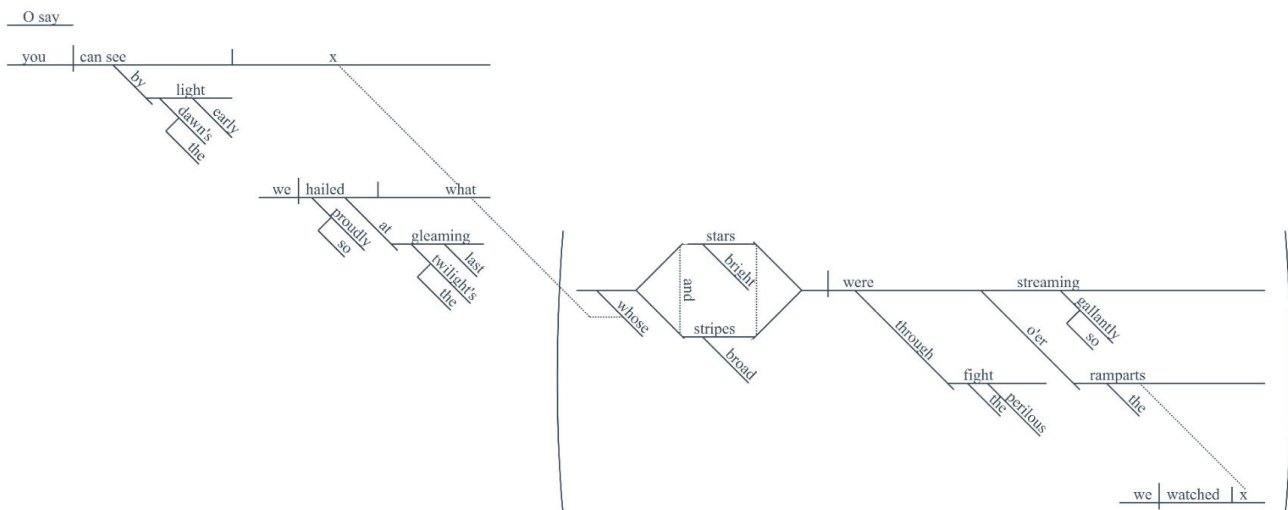 O say
you can see x
by light
dawn's early
the
we hailed what
proudly at gleaming
so twilight's last
the
whose stars and stripes were streaming
bright
broad
through o'er gallantly
so
fight ramparts
the perilous the
we watched x